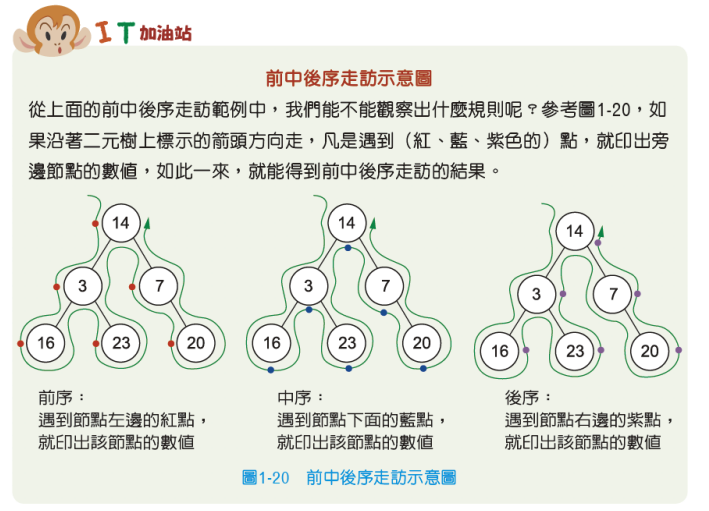 IT加油站
前中後序走訪示意圖
從上面的前中後序走訪範例中，我們能不能觀察出什麼規則呢？參考圖1-20，如
果沿著二元樹上標示的箭頭方向走，凡是遇到（紅、藍、紫色的）點，就印出旁
邊節點的數值，如此一來，就能得到前中後序走訪的結果。
14
3
7
16
23
20
前序：
遇到節點左邊的紅點，
就印出該節點的數值
14
3
7
16
23
20
中序：
遇到節點下面的藍點，
就印出該節點的數值
14
3
7
16
23
20
後序：
遇到節點右邊的紫點，
就印出該節點的數值
圖1-20 前中後序走訪示意圖